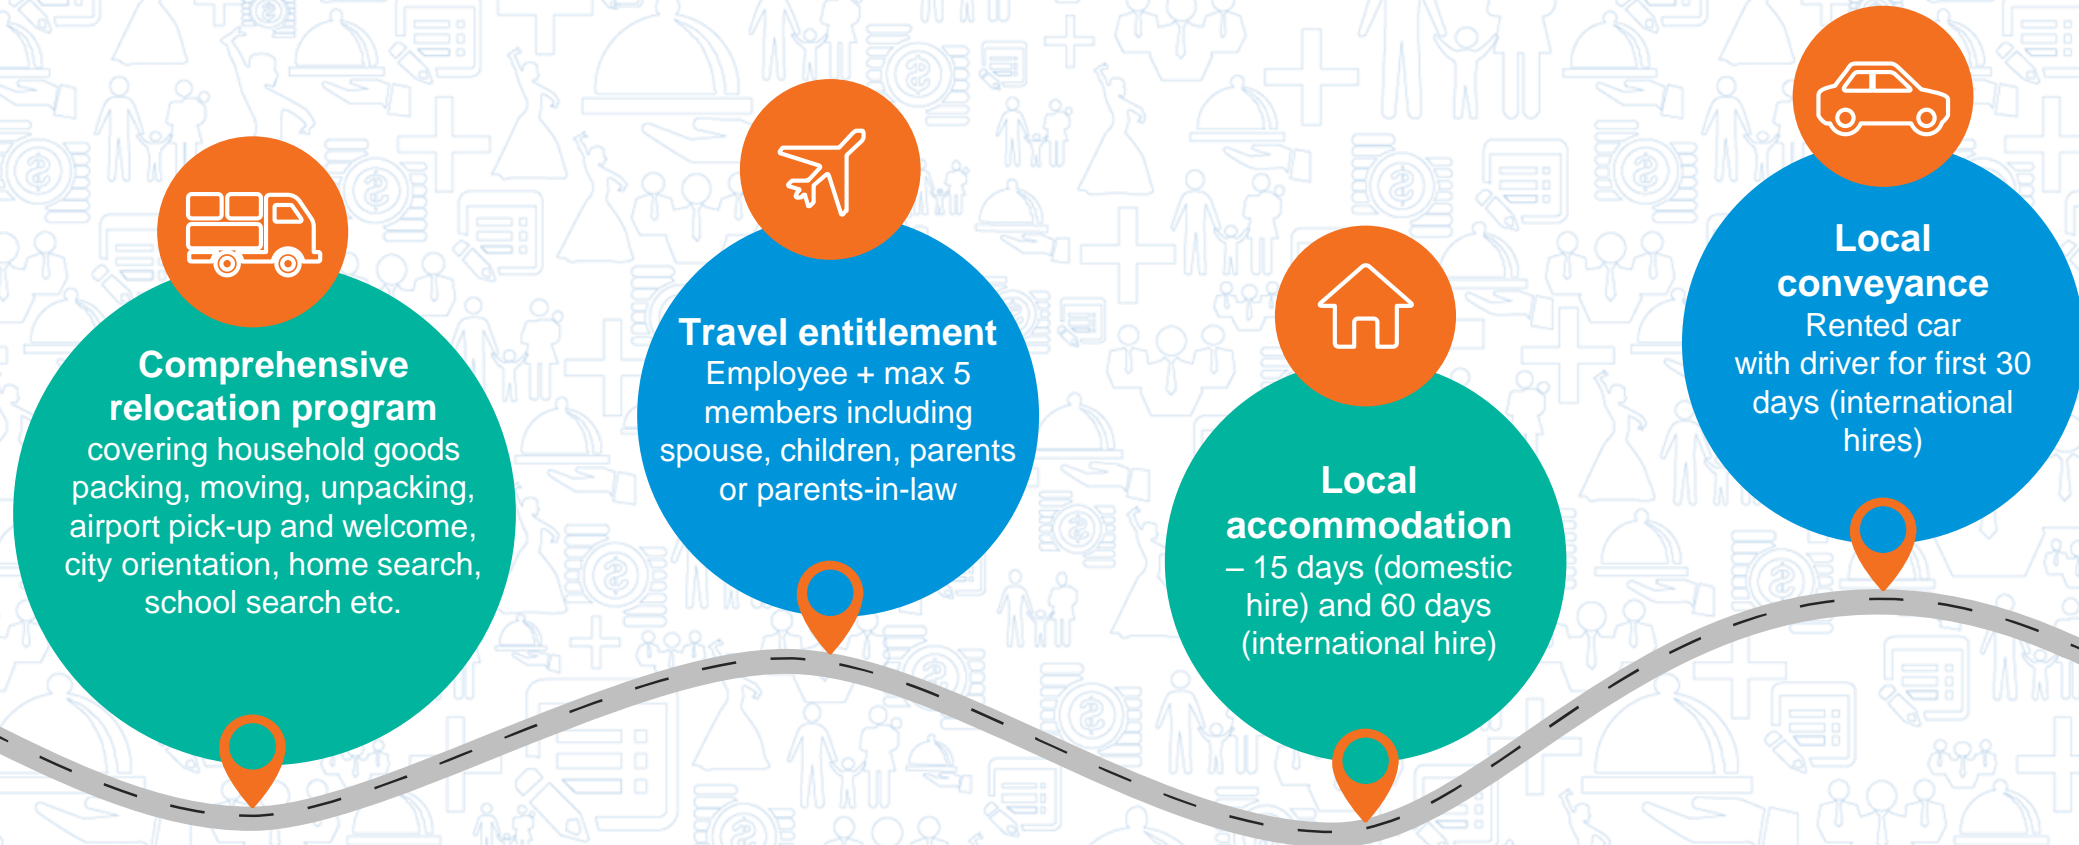 Comprehensive
relocation program
covering household goods
packing, moving, unpacking,
airport pick-up and welcome,
city orientation, home search,
school search etc.
Travel entitlement
Employee + max 5
members including
spouse, children, parents
or parents-in-law
Local
accommodation
– 15 days (domestic
hire) and 60 days
(international hire)
Local
conveyance
Rented car
with driver for first 30
days (international
hires)